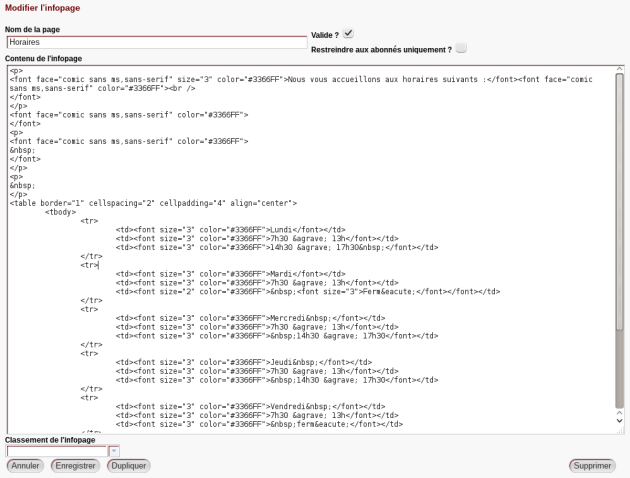 Modifier l'infopage
Nom de la page
Horaires
Valide ?
Restreindre aux abonnés uniquement ?
Contenu de l'infopage
<p>
<font face="comic sans ms,sans-serif" size="3" color="#3366FF">Nous vous accueillons aux horaires suivants :</font><font face="comic
sans ms,sans-serif" color="#3366FF"><br />
</font>
</p>
<font face="comic sans ms,sans-serif" color="#3366FF">
</font>
<p>
<font face="comic sans ms,sans-serif" color="#3366FF">
&nbsp;
</font>
</p>
<p>
&nbsp;
</p>
<table border="1" cellspacing="2" cellpadding="4" align="center">
<tbody>
<tr>
<td><font size="3" color="#3366FF">Lundi</font></td>
<td><font size="3" color="#3366FF">7h30 &agrave; 13h</font></td>
<td><font size="3" color="#3366FF">14h30 &agrave; 17h30&nbsp;</font></td>
</tr>
<tr>
<td><font size="3" color="#3366FF">Mardi</font></td>
<td><font size="3" color="#3366FF">7h30 &agrave; 13h</font></td>
<td><font size="2" color="#3366FF">&nbsp;<font size="3">Ferm&eacute;</font></font></td>
</tr>
<tr>
<td><font size="3" color="#3366FF">Mercredi&nbsp;</font></td>
<td><font size="3" color="#3366FF">7h30 &agrave; 13h</font></td>
<td><font size="3" color="#3366FF">&nbsp;14h30 &agrave; 17h30</font></td>
</tr>
<tr>
<td><font size="3" color="#3366FF">Jeudi&nbsp;</font></td>
<td><font size="3" color="#3366FF">7h30 &agrave; 13h</font></td>
<td><font size="3" color="#3366FF">&nbsp;14h30 &agrave; 17h30</font></td>
</tr>
<tr>
<td><font size="3" color="#3366FF">Vendredi&nbsp;</font></td>
<td><font size="3" color="#3366FF">7h30 &agrave; 13h</font></td>
<td><font size="3" color="#3366FF">&nbsp;ferm&eacute;</font></td>
</tr>
Classement de l'infopage
Annuler Enregistrer Dupliquer Supprimer